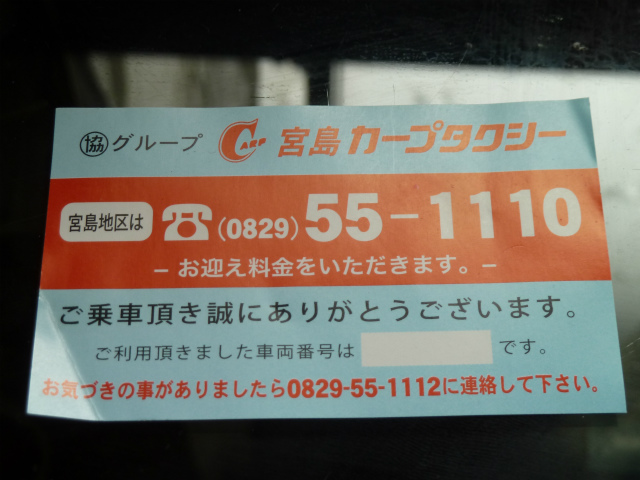 協 グループ CARP 宮島 カープタクシー
宮島地区は ☎(0829)55-1110
- お迎え料金をいただきます。-
ご乗車頂き誠にありがとうございます。
ご利用頂きました車両番号は です。
お気づきの事がありましたら0829-55-1112に連絡して下さい。